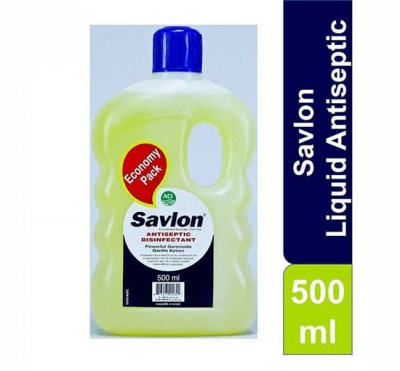 Economy
Pack
ACI
Savlon®
ANTISEPTIC
DISINFECTANT
Powerful Germicide
Gentle Action
500 ml
Savlon
Liquid Antiseptic
500
ml